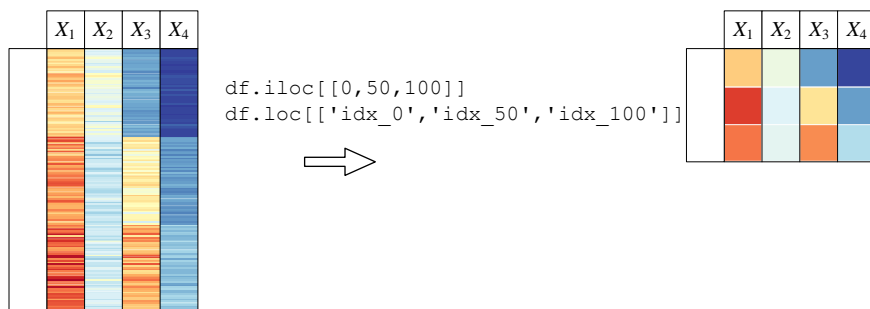 X1 X2 X3 X4
df.iloc[[0,50,100]]
df.loc[['idx_0','idx_50','idx_100']]
X1 X2 X3 X4